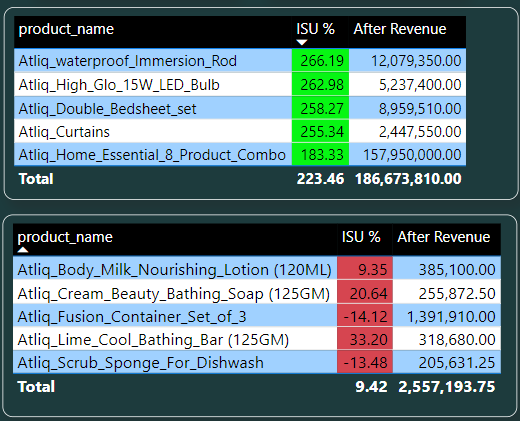 product_name ISU % After Revenue
Atliq_waterproof_Immersion_Rod 266.19 12,079,350.00
Atliq_High_Glo_15W_LED_Bulb 262.98 5,237,400.00
Atliq_Double_Bedsheet_set 258.27 8,959,510.00
Atliq_Curtains 255.34 2,447,550.00
Atliq_Home_Essential_8_Product_Combo 183.33 157,950,000.00
Total 223.46 186,673,810.00
product_name ISU % After Revenue
Atliq_Body_Milk_Nourishing_Lotion (120ML) 9.35 385,100.00
Atliq_Cream_Beauty_Bathing_Soap (125GM) 20.64 255,872.50
Atliq_Fusion_Container_Set_of_3 -14.12 1,391,910.00
Atliq_Lime_Cool_Bathing_Bar (125GM) 33.20 318,680.00
Atliq_Scrub_Sponge_For_Dishwash -13.48 205,631.25
Total 9.42 2,557,193.75